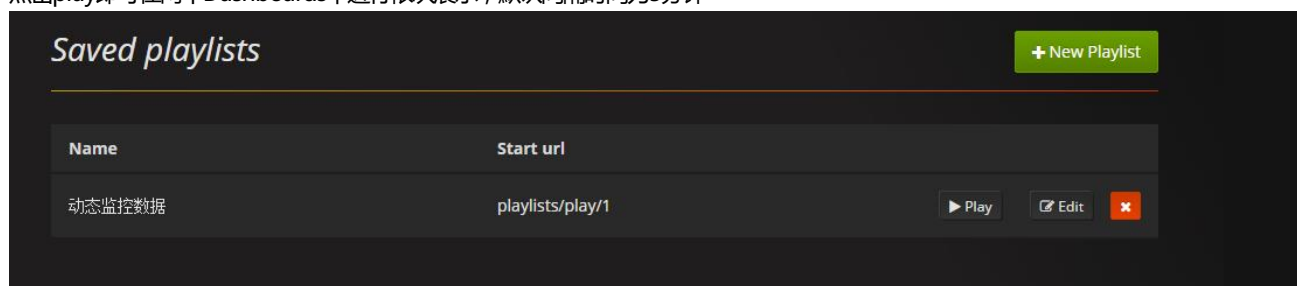 Saved playlists
+ New Playlist
Name Start url
动态监控数据 playlists/play/1 Play Edit